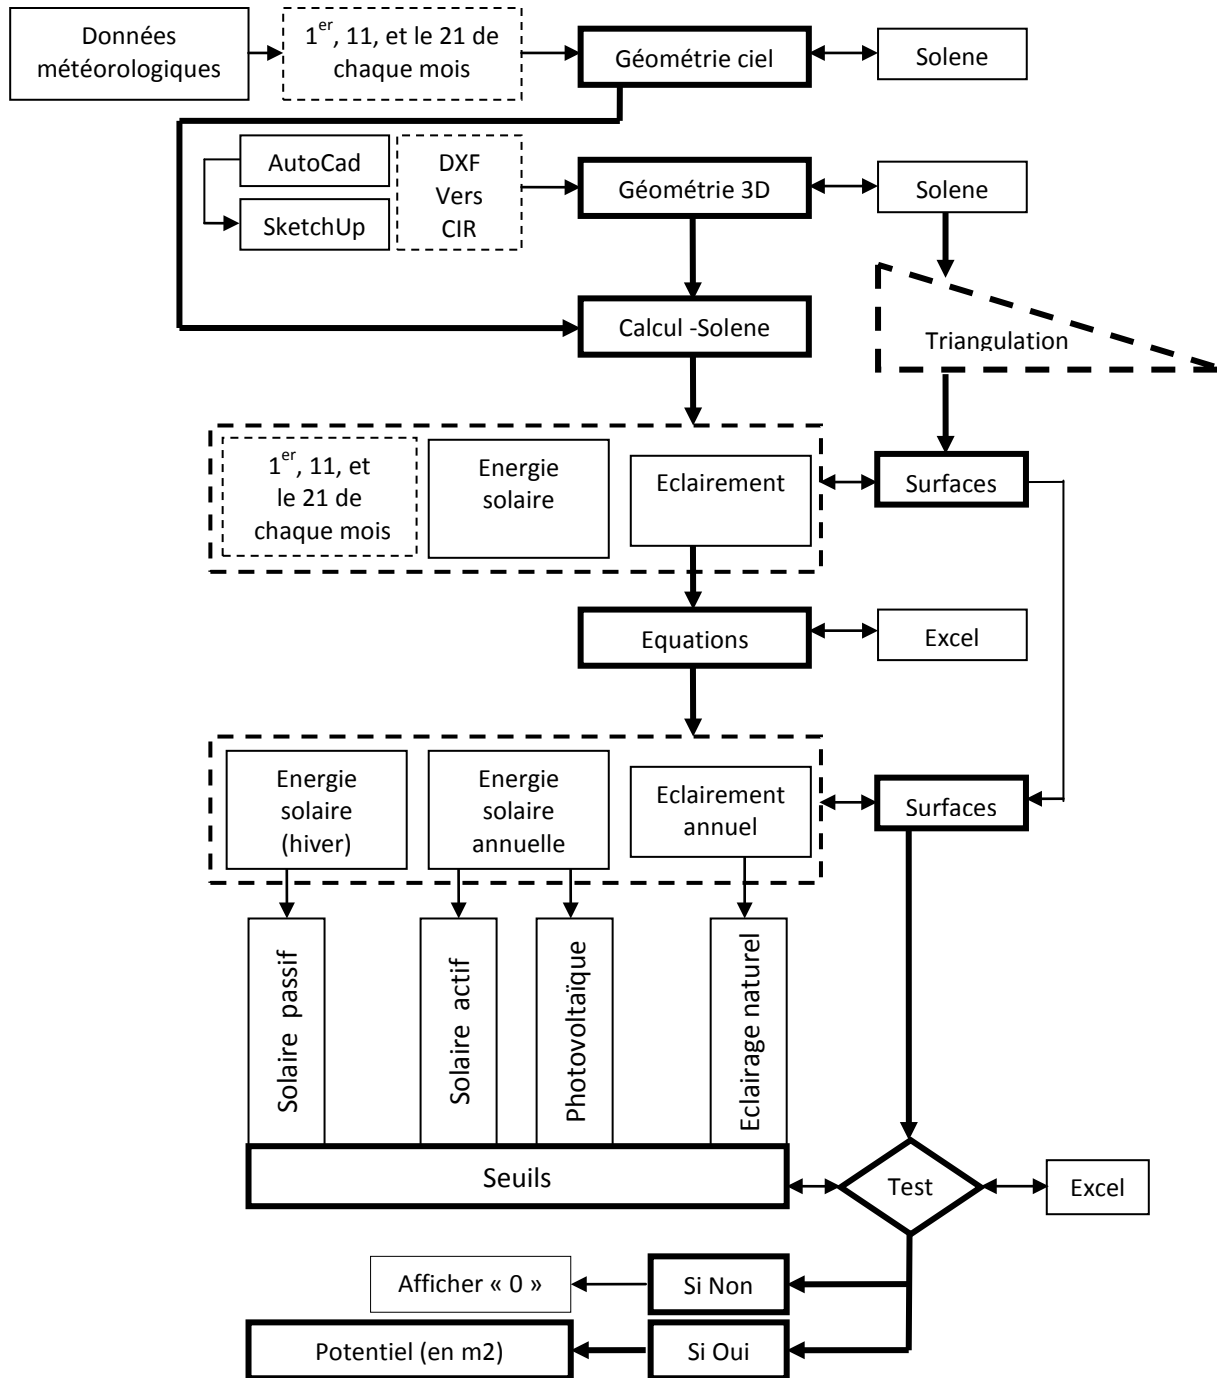 Données
météorologiques
1er, 11, et le 21 de
chaque mois
Géométrie ciel
Solene
AutoCad
SketchUp
DXF
Vers
CIR
Géométrie 3D
Solene
Calcul -Solene
Triangulation
1er, 11, et
le 21 de
chaque mois
Energie
solaire
Eclairement
Surfaces
Equations
Excel
Energie
solaire
(hiver)
Energie
solaire
annuelle
Eclairement
annuel
Surfaces
Solaire passif
Solaire actif
Photovoltaïque
Eclairage naturel
Seuils
Test
Excel
Afficher « 0 »
Si Non
Potentiel (en m2)
Si Oui